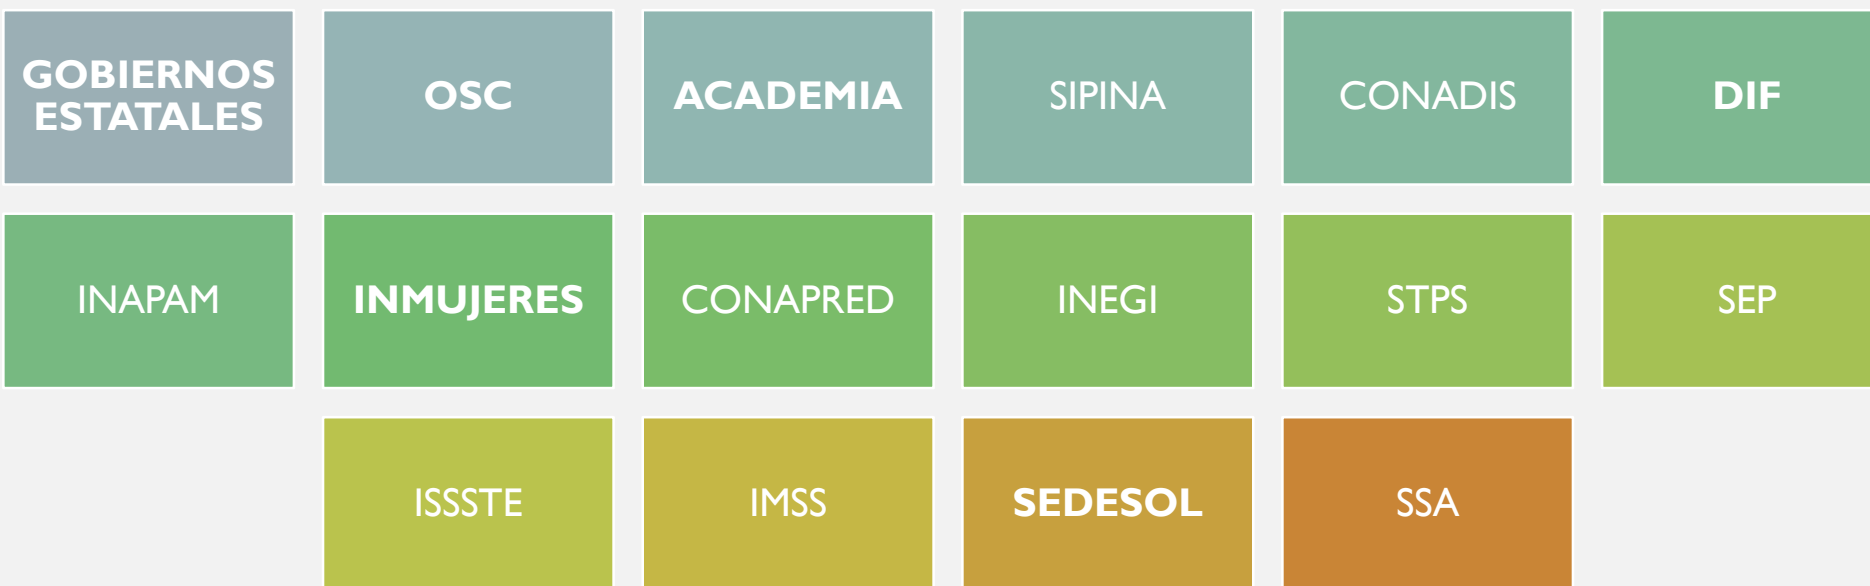 GOBIERNOS
ESTATALES
OSC
ACADEMIA
SIPINA
CONADIS
DIF
INAPAM
INMUJERES
CONAPRED
INEGI
STPS
SEP
ISSSTE
IMSS
SEDESOL
SSA